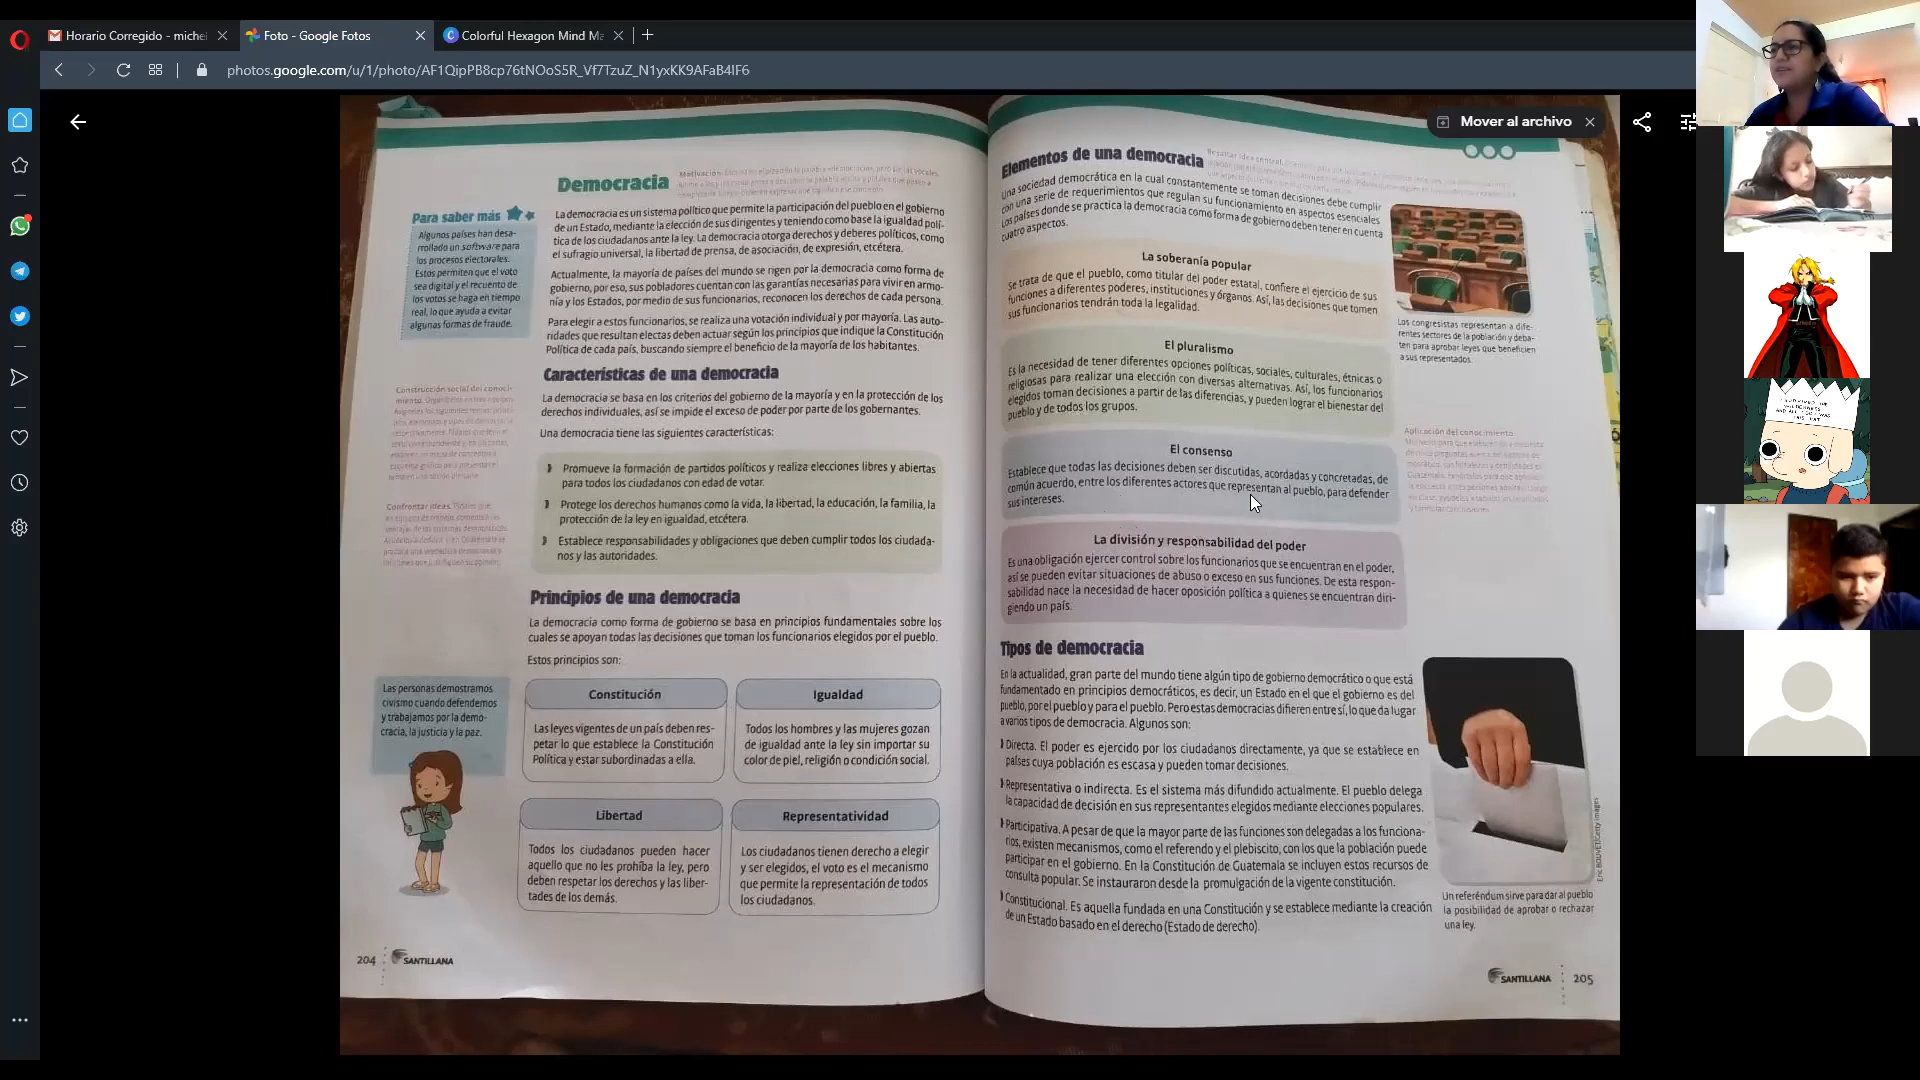 Horario Corregido - michel
Foto - Google Fotos
Colorful Hexagon Mind Ma
photos.google.com/u/1/photo/AF1QipPB8cp76tNOoS5R_Vf7TzuZ_N1yxKK9AFaB4lF6
Mover al archivo
Democracia
Para saber más
Algunos países han desa-
rrollado un software para
los procesos electorales.
Estos permiten que el voto
sea digital y el recuento de
los votos se haga en tiempo
real, lo que ayuda a evitar
algunas formas de fraude.
La democracia es un sistema político que permite la participación del pueblo en el gobierno
de un Estado, mediante la elección de sus dirigentes y teniendo como base la igualdad polí-
tica de los ciudadanos ante la ley. La democracia otorga derechos y deberes políticos, como
el sufragio universal, la libertad de prensa, de asociación, de expresión, etcétera.
Actualmente, la mayoría de países del mundo se rigen por la democracia como forma de
gobierno, por eso, sus pobladores cuentan con las garantías necesarias para vivir en armo-
nía y los Estados, por medio de sus funcionarios, reconocen los derechos de cada persona.
Para elegir a estos funcionarios, se realiza una votación individual y por mayoría. Las auto-
ridades que resultan electas deben actuar según los principios que indique la Constitución
Política de cada país, buscando siempre el beneficio de la mayoría de los habitantes.
Características de una democracia
La democracia se basa en los criterios del gobierno de la mayoría y en la protección de los
derechos individuales, así se impide el exceso de poder por parte de los gobernantes.
Una democracia tiene las siguientes características:
Promueve la formación de partidos políticos y realiza elecciones libres y abiertas
para todos los ciudadanos con edad de votar.
Protege los derechos humanos como la vida, la libertad, la educación, la familia, la
protección de la ley en igualdad, etcétera.
Establece responsabilidades y obligaciones que deben cumplir todos los ciudada-
nos y las autoridades.
Principios de una democracia
La democracia como forma de gobierno se basa en principios fundamentales sobre los
cuales se apoyan todas las decisiones que toman los funcionarios elegidos por el pueblo.
Estos principios son:
Las personas demostramos
civismo cuando defendemos
y trabajamos por la demo-
cracia, la justicia y la paz.
Constitución
Las leyes vigentes de un país deben res-
petar lo que establece la Constitución
Política y estar subordinadas a ella.
Igualdad
Todos los hombres y las mujeres gozan
de igualdad ante la ley sin importar su
color de piel, religión o condición social.
Libertad
Todos los ciudadanos pueden hacer
aquello que no les prohíba la ley, pero
deben respetar los derechos y las liber-
tades de los demás.
Representatividad
Los ciudadanos tienen derecho a elegir
y ser elegidos, el voto es el mecanismo
que permite la representación de todos
los ciudadanos.
204
SANTILLANA
Elementos de una democracia
Una sociedad democrática en la cual constantemente se toman decisiones debe cumplir
con una serie de requerimientos que regulan su funcionamiento en aspectos esenciales
Los países donde se practica la democracia como forma de gobierno deben tener en cuenta
cuatro aspectos.
La soberanía popular
Se trata de que el pueblo, como titular del poder estatal, confiere el ejercicio de sus
funciones a diferentes poderes, instituciones y órganos. Así, las decisiones que tomen
sus funcionarios tendrán toda la legalidad.
El pluralismo
Es la necesidad de tener diferentes opciones políticas, sociales, culturales, étnicas o
religiosas para realizar una elección con diversas alternativas. Así, los funcionarios
elegidos toman decisiones a partir de las diferencias, y pueden lograr el bienestar del
pueblo y de todos los grupos.
El consenso
Establece que todas las decisiones deben ser discutidas, acordadas y concretadas, de
común acuerdo, entre los diferentes actores que representan al pueblo, para defender
sus intereses.
La división y responsabilidad del poder
Es una obligación ejercer control sobre los funcionarios que se encuentran en el poder,
así se pueden evitar situaciones de abuso o exceso en sus funciones. De esta respon-
sabilidad nace la necesidad de hacer oposición política a quienes se encuentran diri-
giendo un país.
Los congresistas representan a dife-
rentes sectores de la población y deba-
ten para aprobar leyes que beneficien
a sus representados.
Tipos de democracia
En la actualidad, gran parte del mundo tiene algún tipo de gobierno democrático o que está
fundamentado en principios democráticos, es decir, un Estado en el que el gobierno es del
pueblo, por el pueblo y para el pueblo. Pero estas democracias difieren entre sí, lo que da lugar
a varios tipos de democracia. Algunos son:
Directa. El poder es ejercido por los ciudadanos directamente, ya que se establece en
países cuya población es escasa y pueden tomar decisiones.
Representativa o indirecta. Es el sistema más difundido actualmente. El pueblo delega
la capacidad de decisión en sus representantes elegidos mediante elecciones populares.
Participativa. A pesar de que la mayor parte de las funciones son delegadas a los funciona-
rios, existen mecanismos, como el referendo y el plebiscito, con los que la población puede
participar en el gobierno. En la Constitución de Guatemala se incluyen estos recursos de
consulta popular. Se instauraron desde la promulgación de la vigente constitución.
Constitucional. Es aquella fundada en una Constitución y se establece mediante la creación
de un Estado basado en el derecho (Estado de derecho).
Un referéndum sirve para dar al pueblo
la posibilidad de aprobar o rechazar
una ley.
SANTILLANA
205